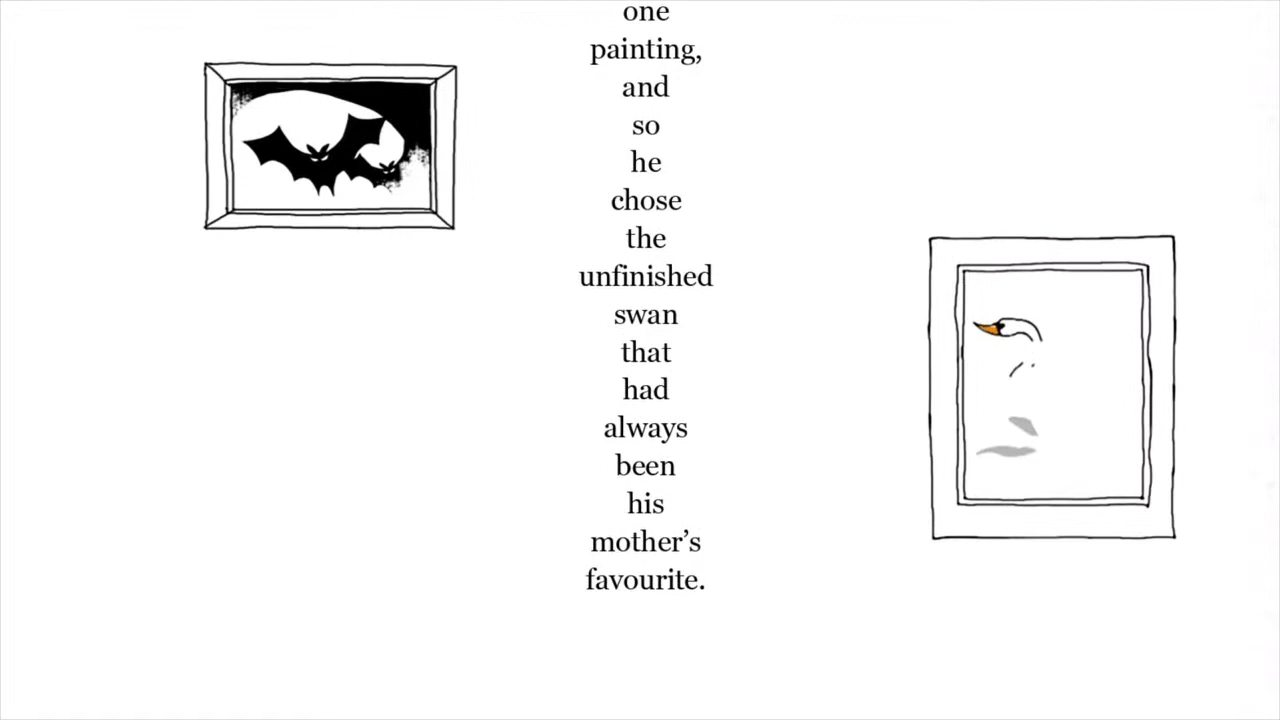 one
painting,
and
so
he
chose
the
unfinished
swan
that
had
always
been
his
mother’s
favourite.